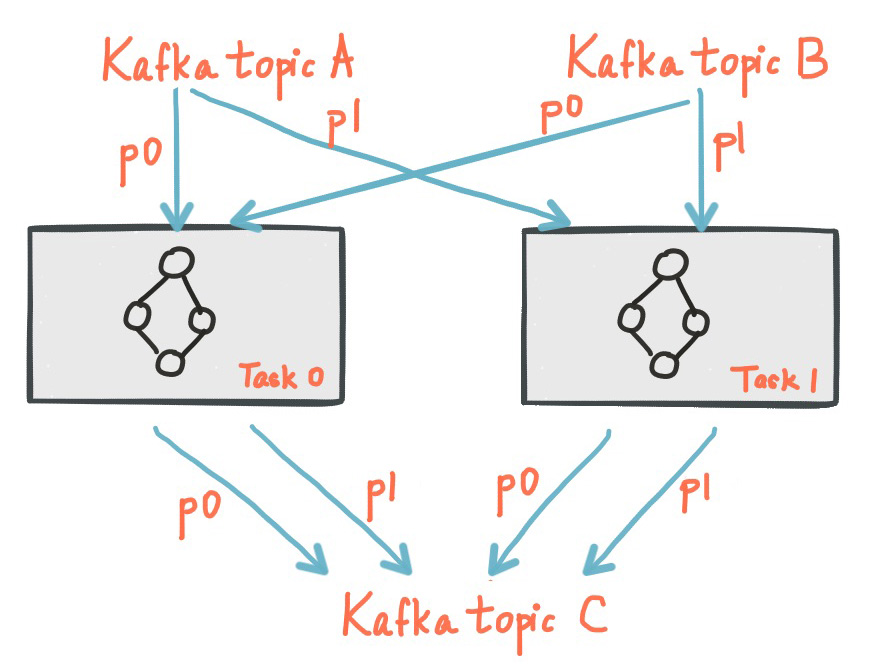 Kafka topic A
Kafka topic B
p0
p1
p0
p1
Task 0
Task 1
p0
p1
p0
p1
Kafka topic C